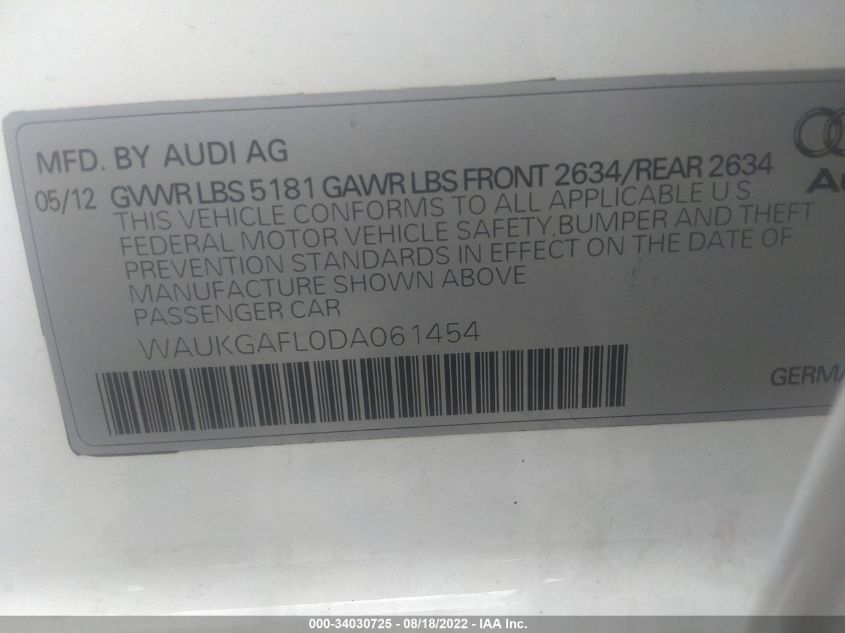 MFD. BY AUDI AG
05/12 GVWR LBS 5181 GAWR LBS FRONT 2634/REAR 2634
THIS VEHICLE CONFORMS TO ALL APPLICABLE U.S
FEDERAL MOTOR VEHICLE SAFETY,BUMPER AND THEFT
PREVENTION STANDARDS IN EFFECT ON THE DATE OF
MANUFACTURE SHOWN ABOVE
PASSENGER CAR
WAUKGAFL0DA061454
000-34030725 - 08/18/2022 - IAA Inc.